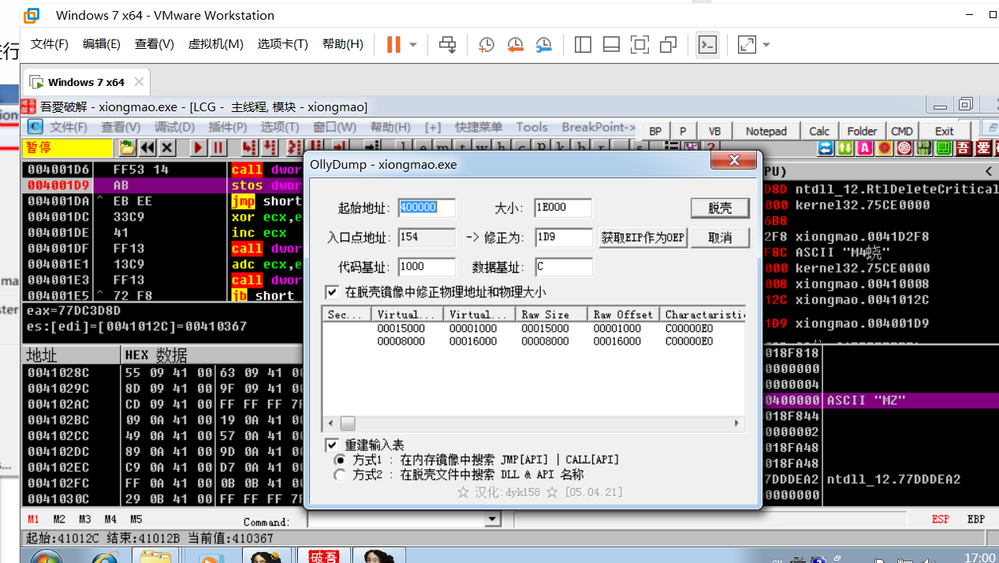 Windows 7 x64 - VMware Workstation
进行
文件(F) 编辑(E) 查看(V) 虚拟机(M) 选项卡(T) 帮助(H)
Windows 7 x64
吾爱破解 - xiongmao.exe - [LCG - 主线程, 模块 - xiongmao]
文件(F) 查看(V) 调试(D) 插件(P) 选项(T) 窗口(W) 帮助(H) [+] 快捷菜单 Tools BreakPoint-> BP P VB Notepad Calc Folder CMD Exit
暂停
004001D6 FF53 14 call dwor
004001D9 AB stos dwor
004001DA ^ EB EE jmp short
004001DC 33C9 xor ecx,e
004001DE 41 inc ecx
004001DF FF13 call dwor
004001E1 13C9 adc ecx,e
004001E3 FF13 call dwor
004001E5 ^ 72 F8 jb short
eax=77DC3D8D
es:[edi]=[0041012C]=00410367
地址 HEX 数据
0041028C 55 09 41 00 63 09 41
0041029C 8D 09 41 00 9F 09 41
004102AC CD 09 41 00 FF FF FF
004102BC 09 0A 41 00 19 0A 41
004102CC 49 0A 41 00 57 0A 41
004102DC 89 0A 41 00 9D 0A 41
004102EC C9 0A 41 00 D7 0A 41
004102FC FF 0A 41 00 0B 0B 41
0041030C 29 0B 41 00 FF FF FF
OllyDump - xiongmao.exe
起始地址: 400000 大小: 1E000 脱壳
入口点地址: 154 -> 修正为: 1D9 获取EIP作为OEP 取消
代码基址: 1000 数据基址: C
在脱壳镜像中修正物理地址和物理大小
Sec... Virtual... Virtual... Raw Size Raw Offset Charactaristi
00015000 00001000 00015000 00001000 C00000E0
00008000 00016000 00008000 00016000 C00000E0
重建输入表
方式1 : 在内存镜像中搜索 JMP[API] | CALL[API]
方式2 : 在脱壳文件中搜索 DLL & API 名称
☆ 汉化:dyk158 ☆ [05.04.21]
PU) <
D8D ntdll_12.RtlDeleteCritical
000 kernel32.75CE0000
6B8
2F8 xiongmao.0041D2F8
F8C ASCII "M4蛲"
000 kernel32.75CE0000
008 xiongmao.00410008
12C xiongmao.0041012C
1D9 xiongmao.004001D9
018F818
0000000
0000004
0400000 ASCII "MZ"
018F844
0000002
018FA48
018FA48
7DDDEA2 ntdll_12.77DDDEA2
0000000
M1 M2 M3 M4 M5 Command: ESP EBP
起始:41012C 结束:41012B 当前值:410367
17:00